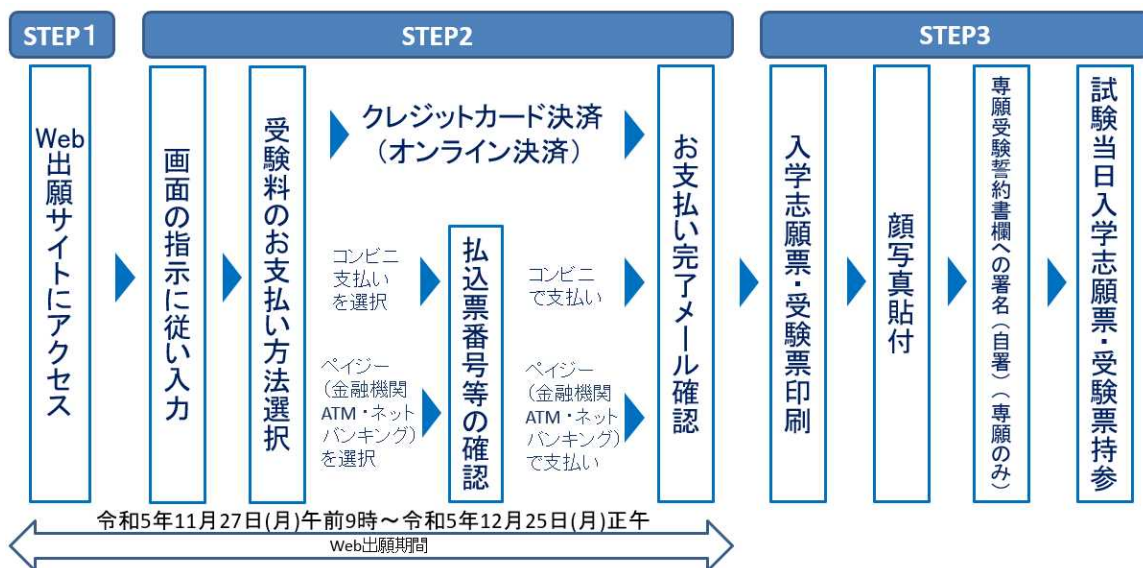 STEP1
STEP2
STEP3
Web出願サイトにアクセス
画面の指示に従い入力
受験料のお支払い方法選択
クレジットカード決済
(オンライン決済)
コンビニ
支払い
を選択
ペイジー
(金融機関
ATM・ネット
バンキング)
を選択
払込票番号等の確認
コンビニ
で支払い
ペイジー
(金融機関
ATM・ネット
バンキング)
で支払い
お支払い完了メール確認
入学志願票・受験票印刷
顔写真貼付
専願受験誓約書欄への署名(自署)(専願のみ)
試験当日入学志願票・受験票持参
令和5年11月27日(月)午前9時～令和5年12月25日(月)正午
Web出願期間